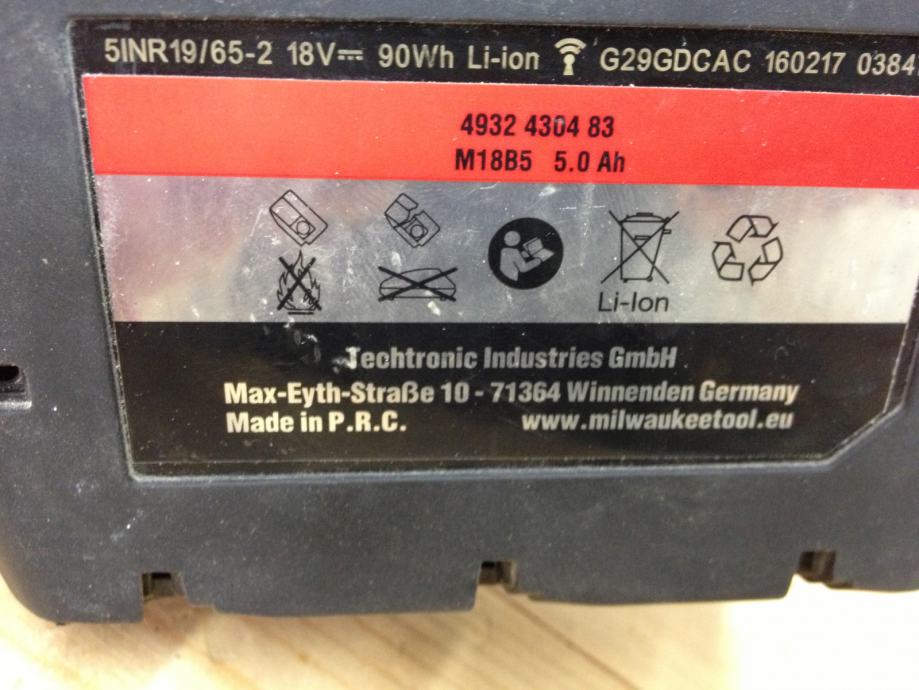 5INR19/65-2 18V⎓ 90Wh Li-ion G29GDCAC 160217 0384
4932 4304 83
M18B5 5.0 Ah
Li-Ion
Techtronic Industries GmbH
Max-Eyth-Straße 10 - 71364 Winnenden Germany
Made in P.R.C. www.milwaukeetool.eu